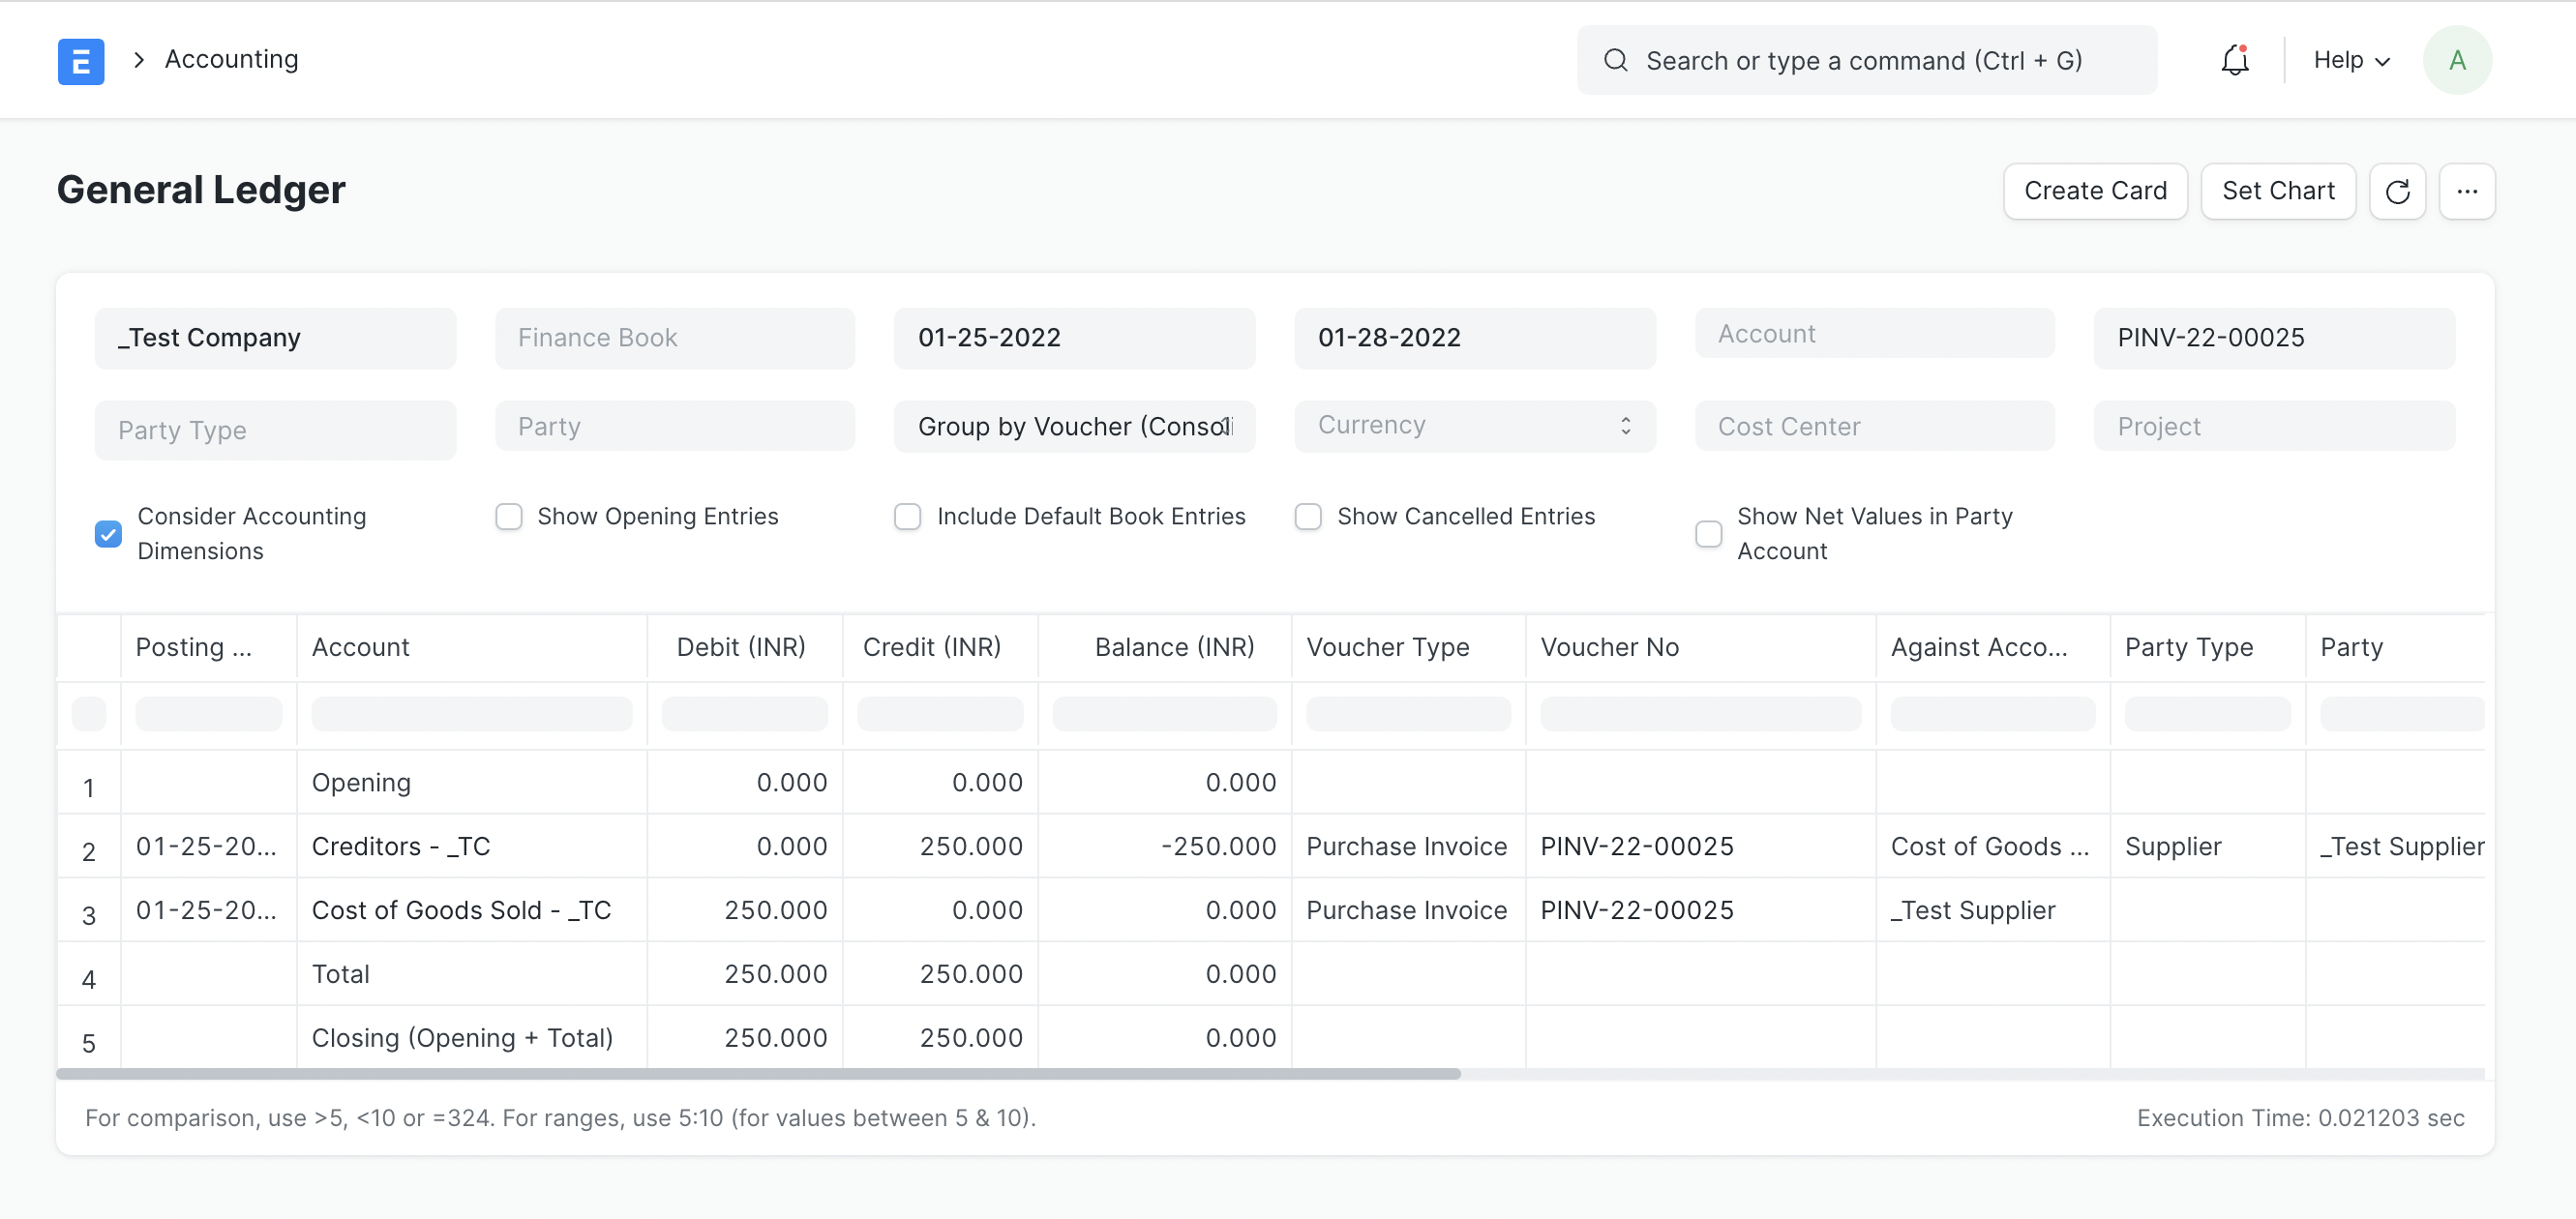 E > Accounting Search or type a command (Ctrl + G) Help A
General Ledger Create Card Set Chart ...
_Test Company Finance Book 01-25-2022 01-28-2022 Account PINV-22-00025
Party Type Party Group by Voucher (Consoli Currency Cost Center Project
Consider Accounting Dimensions Show Opening Entries Include Default Book Entries Show Cancelled Entries Show Net Values in Party Account
Posting ... Account Debit (INR) Credit (INR) Balance (INR) Voucher Type Voucher No Against Acco... Party Type Party
1 Opening 0.000 0.000 0.000
2 01-25-20... Creditors - _TC 0.000 250.000 -250.000 Purchase Invoice PINV-22-00025 Cost of Goods ... Supplier _Test Supplier
3 01-25-20... Cost of Goods Sold - _TC 250.000 0.000 0.000 Purchase Invoice PINV-22-00025 _Test Supplier
4 Total 250.000 250.000 0.000
5 Closing (Opening + Total) 250.000 250.000 0.000
For comparison, use >5, <10 or =324. For ranges, use 5:10 (for values between 5 & 10). Execution Time: 0.021203 sec